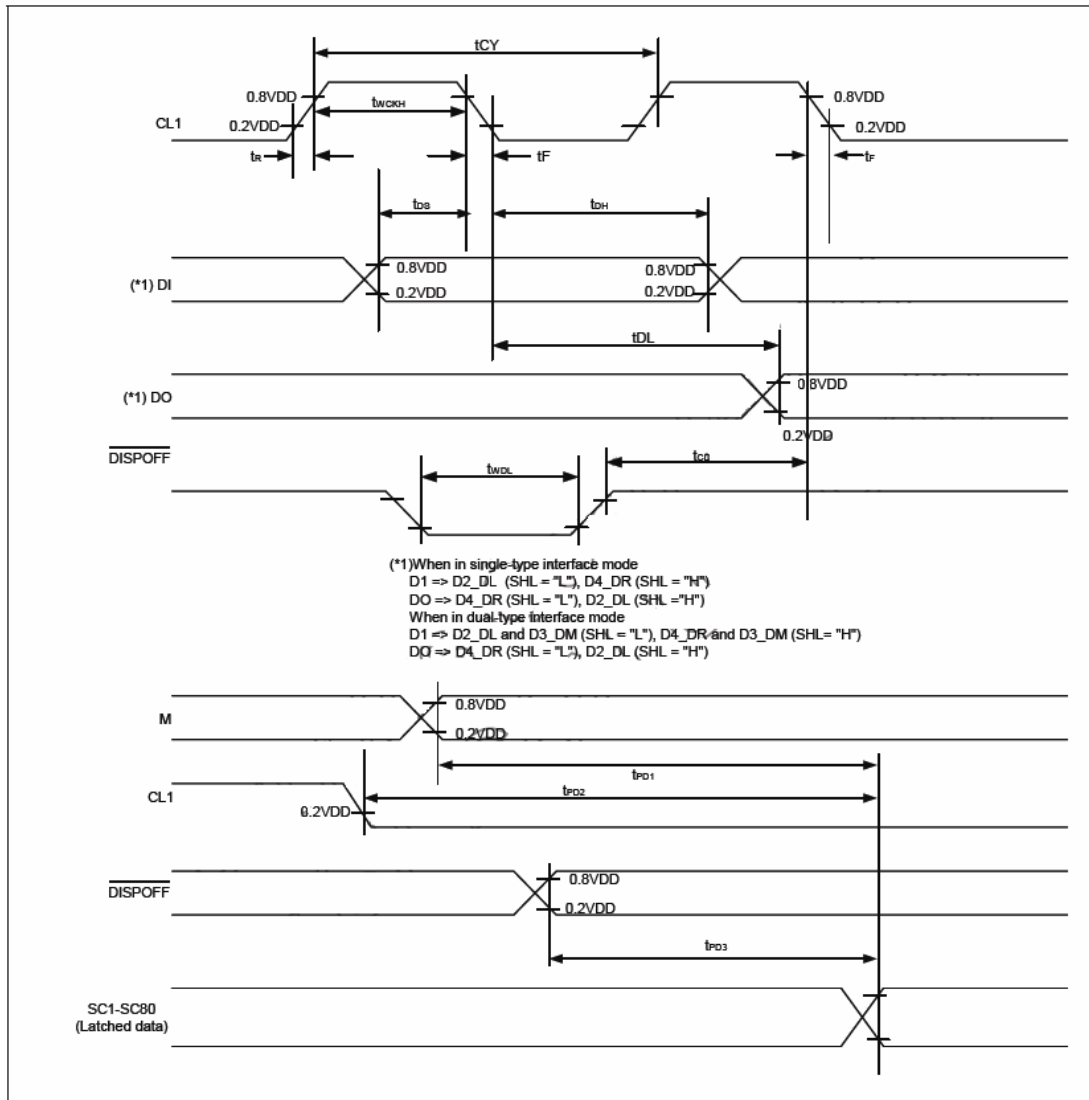 tCY
0.8VDD
tWCKH
0.8VDD
CL1
0.2VDD
0.2VDD
tR
tF
tF
tDS
tDH
0.8VDD
0.8VDD
(*1) DI
0.2VDD
0.2VDD
tDL
(*1) DO
0.8VDD
0.2VDD
DISPOFF
tWDL
(*1)When in single-type interface mode
D1 => D2_DL (SHL = "L"), D4_DR (SHL = "H")
DO => D4_DR (SHL = "L"), D2_DL (SHL ="H")
When in dual-type interface mode
D1 => D2_DL and D3_DM (SHL = "L"), D4_DR and D3_DM (SHL= "H")
DO => D4_DR (SHL = "L"), D2_DL (SHL = "H")
0.8VDD
M
0.2VDD
tPD1
CL1
tPD2
0.2VDD
DISPOFF
0.8VDD
0.2VDD
tPD3
SC1-SC80
(Latched data)